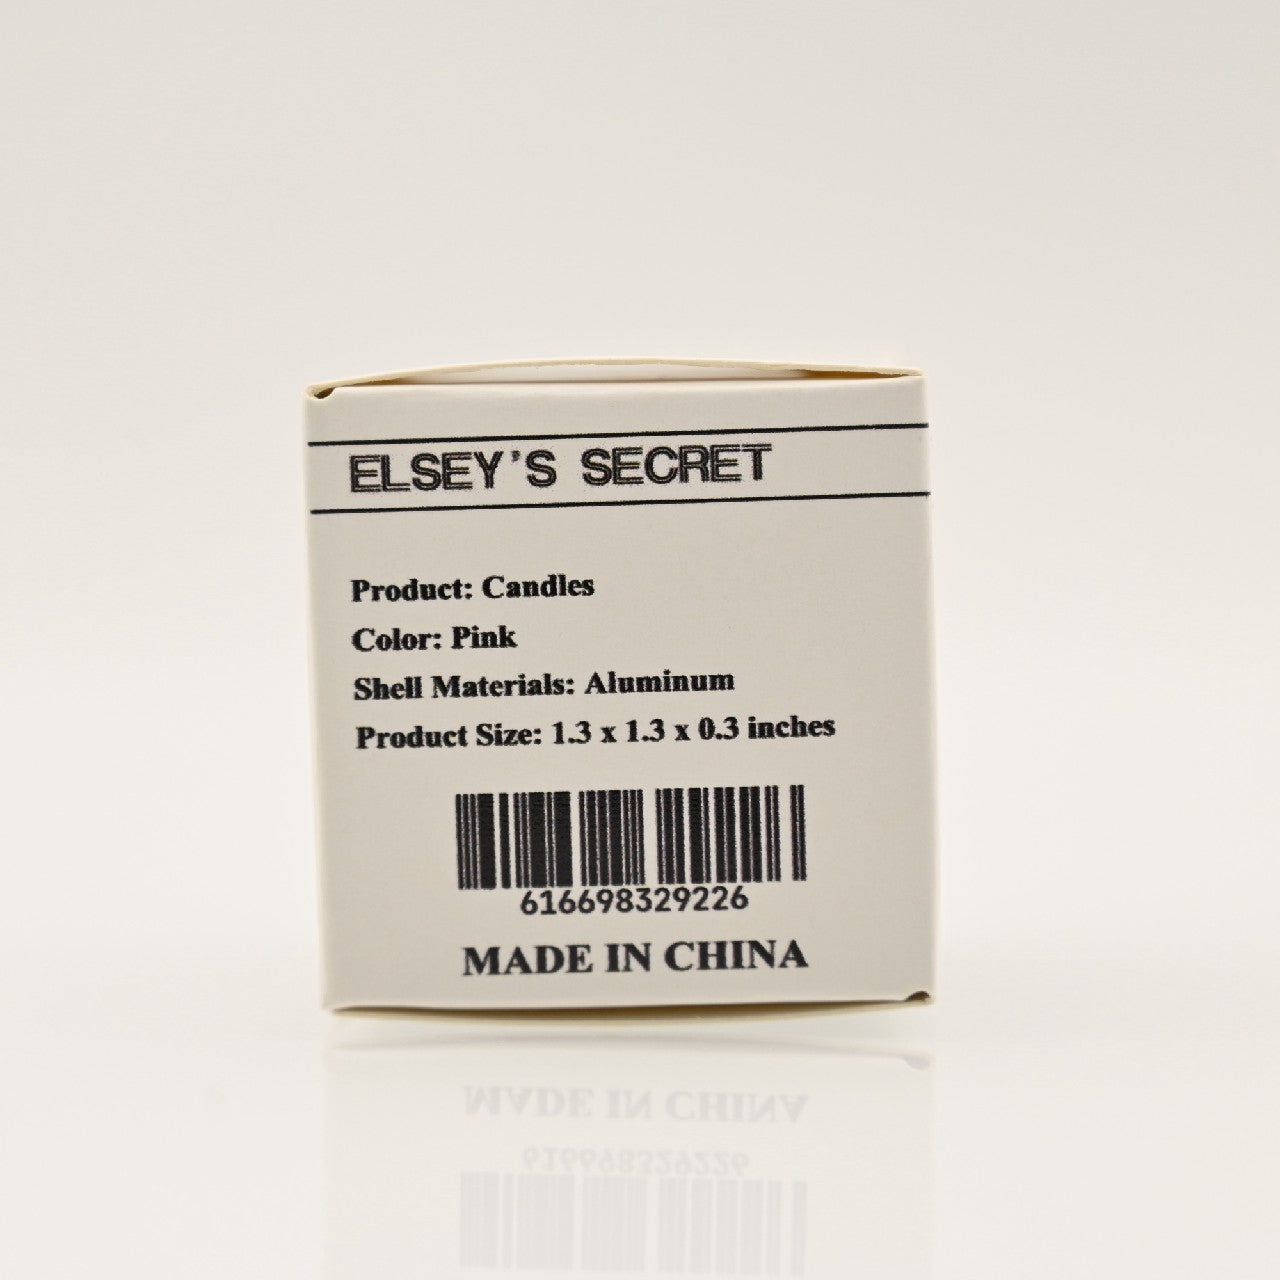 ELSEY'S SECRET
Product: Candles
Color: Pink
Shell Materials: Aluminum
Product Size: 1.3 x 1.3 x 0.3 inches
616698329226
MADE IN CHINA